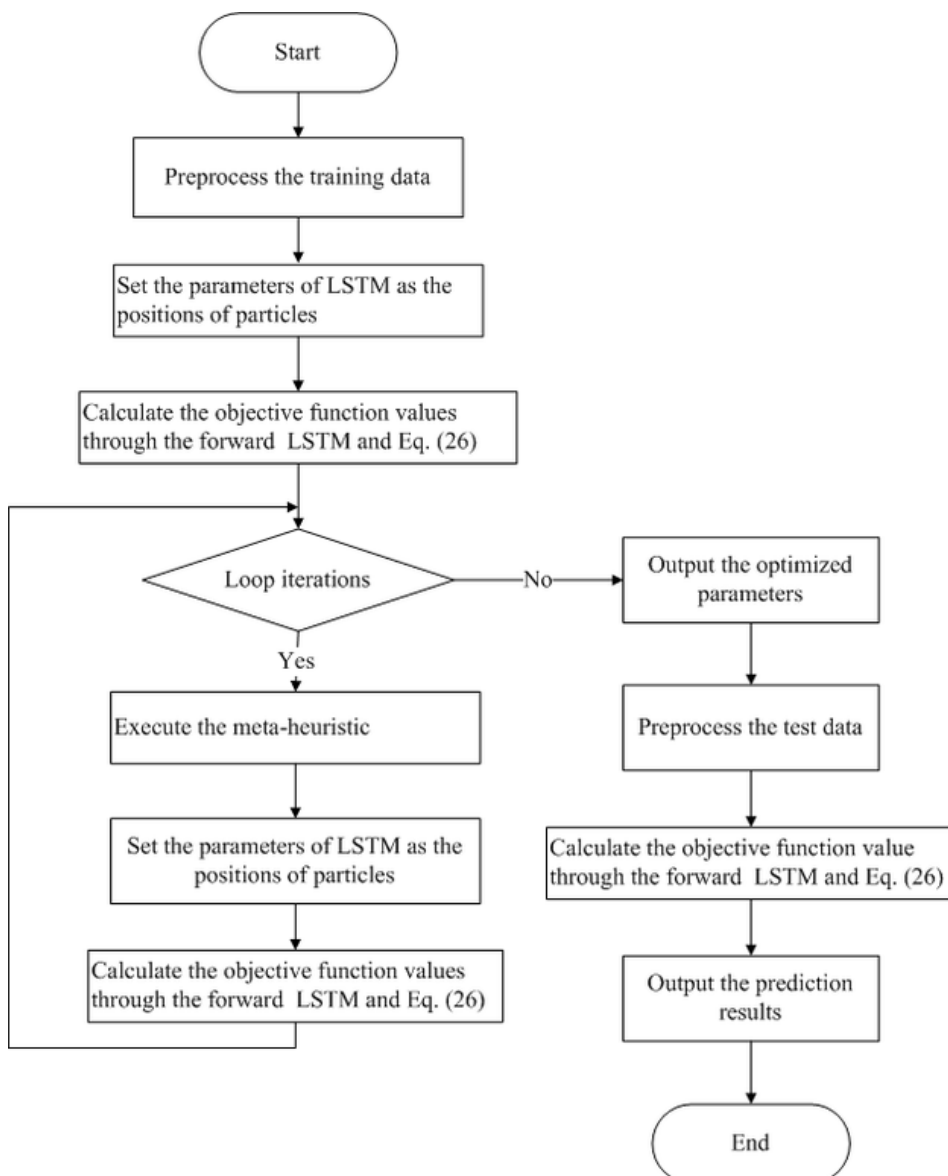 Start
Preprocess the training data
Set the parameters of LSTM as the
positions of particles
Calculate the objective function values
through the forward LSTM and Eq. (26)
Loop iterations
No
Yes
Execute the meta-heuristic
Set the parameters of LSTM as the
positions of particles
Calculate the objective function values
through the forward LSTM and Eq. (26)
Output the optimized
parameters
Preprocess the test data
Calculate the objective function value
through the forward LSTM and Eq. (26)
Output the prediction
results
End